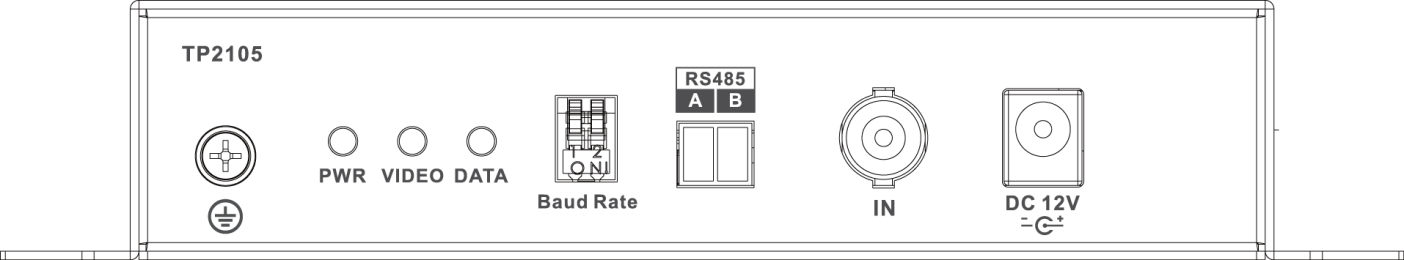 TP2105
PWR
VIDEO
DATA
1 2
ON
Baud Rate
RS485
A B
IN
DC 12V
- +